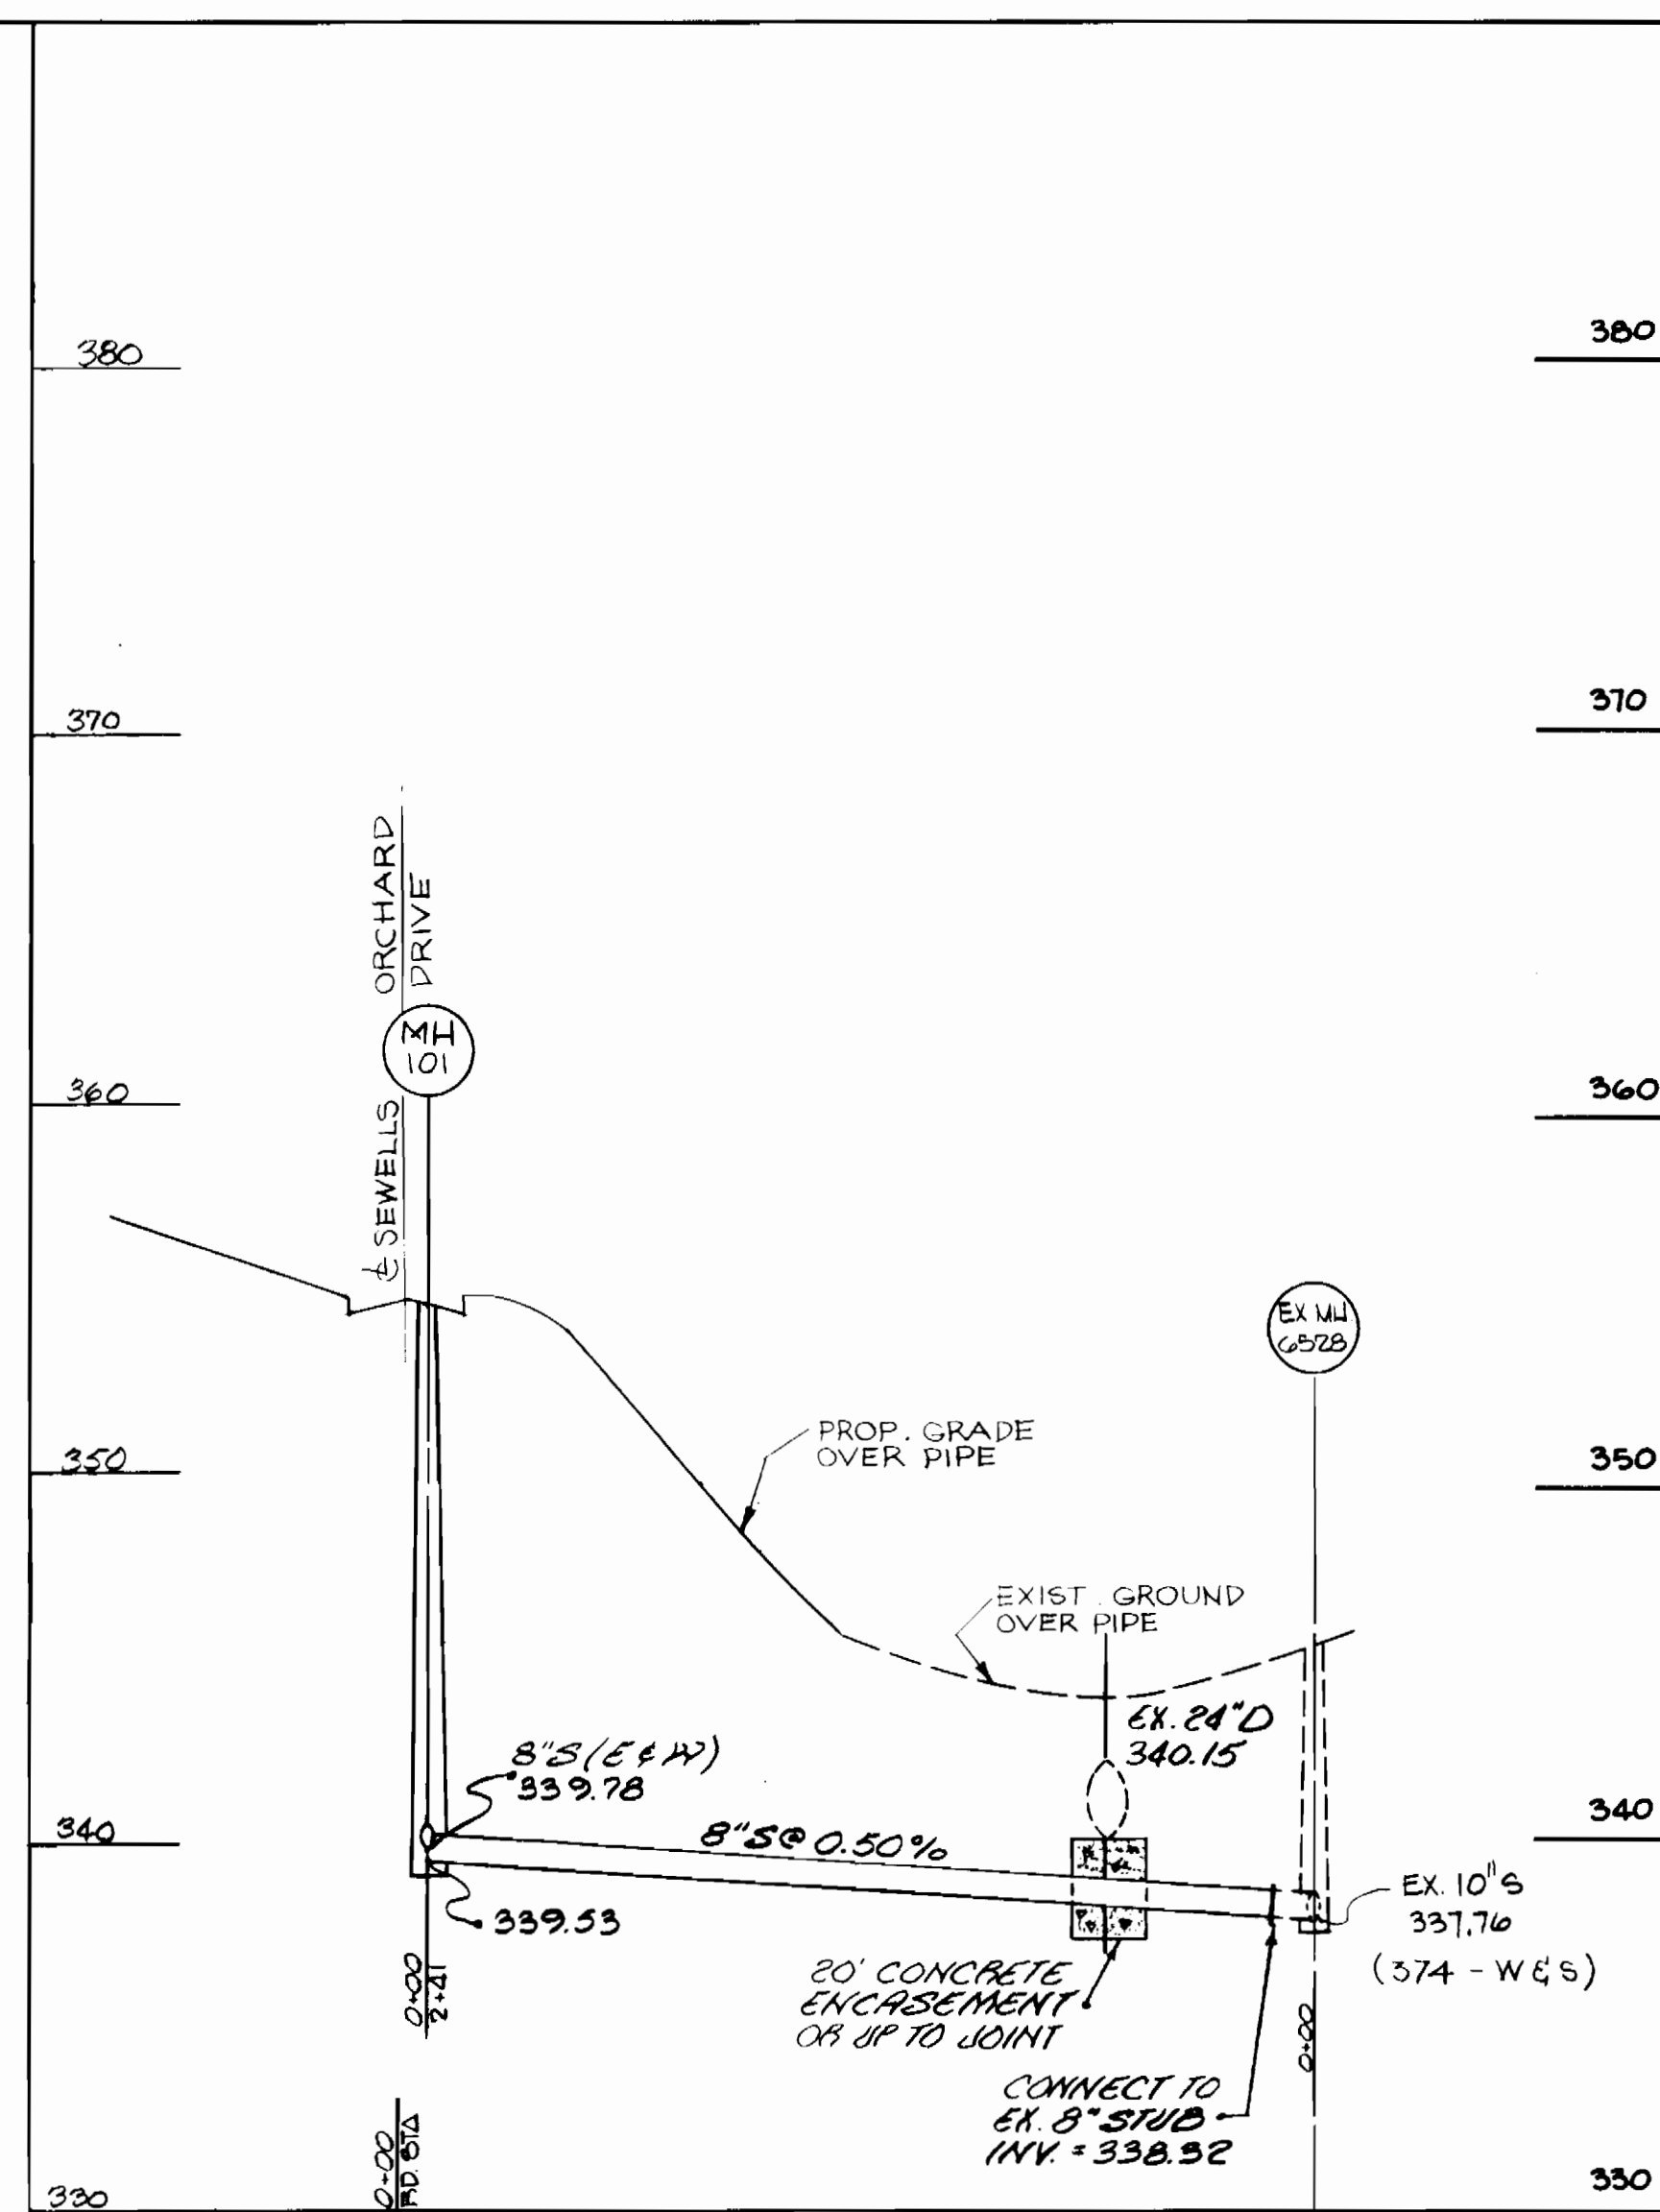 380
380
370
370
ORCHARD
DRIVE
MH
101
360
360
℄ SEWELLS
EX MH
6528
PROP. GRADE
OVER PIPE
350
350
EXIST. GROUND
OVER PIPE
EX. 24"D
340.15
8"S (E & W)
339.78
340
340
8"S @ 0.50%
339.53
EX. 10"S
337.76
(374 - W & S)
20' CONCRETE
ENCASEMENT
OR UP TO JOINT
0+00
2+41
0+00
CONNECT TO
EX. 8" STUB
INV. = 338.32
0+00
RD. STA
330
330